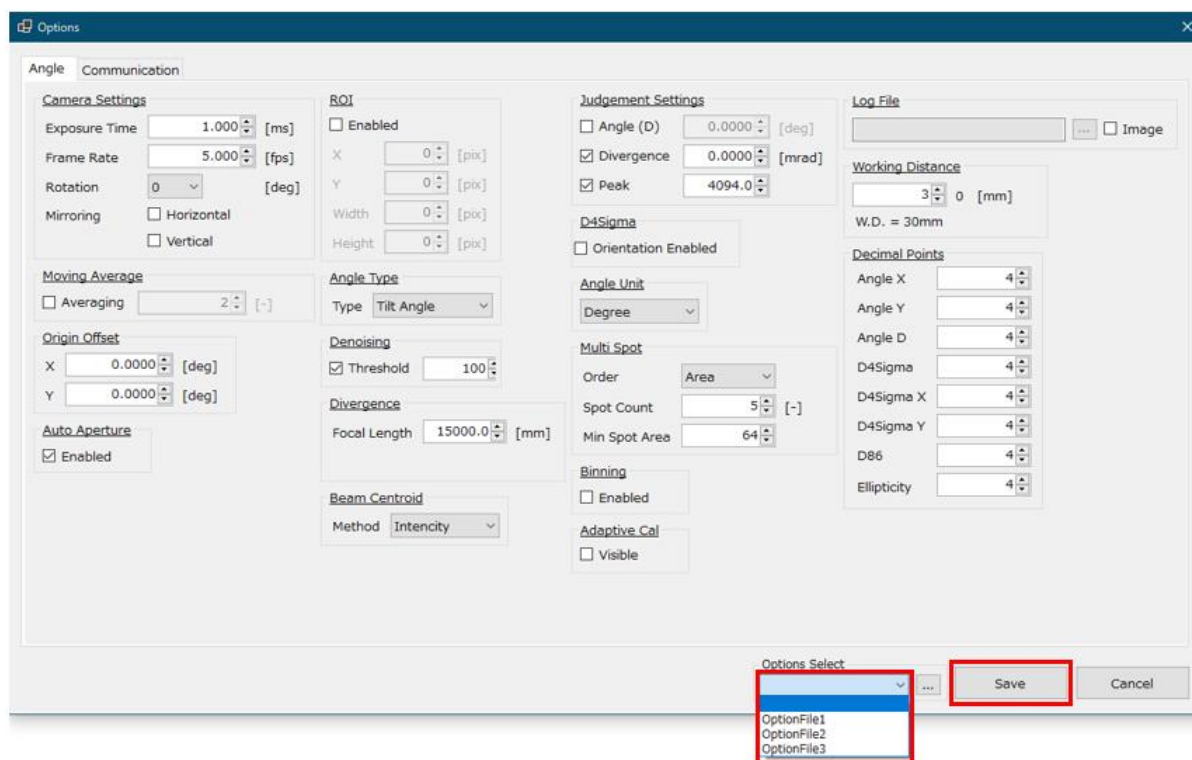 Options
Angle Communication
Camera Settings
Exposure Time 1.000 [ms]
Frame Rate 5.000 [fps]
Rotation 0 [deg]
Mirroring Horizontal
Vertical
Moving Average
Averaging 2 [-]
Origin Offset
X 0.0000 [deg]
Y 0.0000 [deg]
Auto Aperture
Enabled
ROI
Enabled
X 0 [pix]
Y 0 [pix]
Width 0 [pix]
Height 0 [pix]
Angle Type
Type Tilt Angle
Denoising
Threshold 100
Divergence
Focal Length 15000.0 [mm]
Beam Centroid
Method Intencity
Judgement Settings
Angle (D) 0.0000 [deg]
Divergence 0.0000 [mrad]
Peak 4094.0
D4Sigma
Orientation Enabled
Angle Unit
Degree
Multi Spot
Order Area
Spot Count 5 [-]
Min Spot Area 64
Binning
Enabled
Adaptive Cal
Visible
Log File
... Image
Working Distance
3 0 [mm]
W.D. = 30mm
Decimal Points
Angle X 4
Angle Y 4
Angle D 4
D4Sigma 4
D4Sigma X 4
D4Sigma Y 4
D86 4
Ellipticity 4
Options Select
... Save Cancel
OptionFile1
OptionFile2
OptionFile3